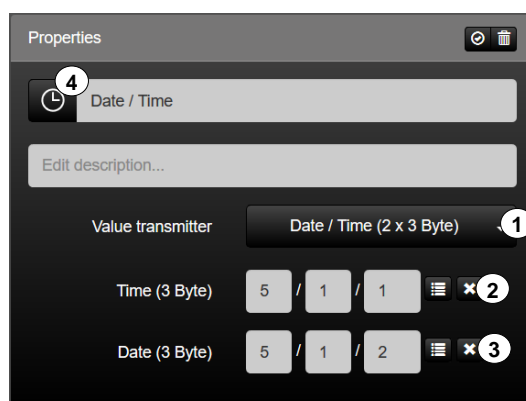 Properties
4
Date / Time
Edit description...
Value transmitter Date / Time (2 x 3 Byte) 1
Time (3 Byte) 5 / 1 / 1 2
Date (3 Byte) 5 / 1 / 2 3